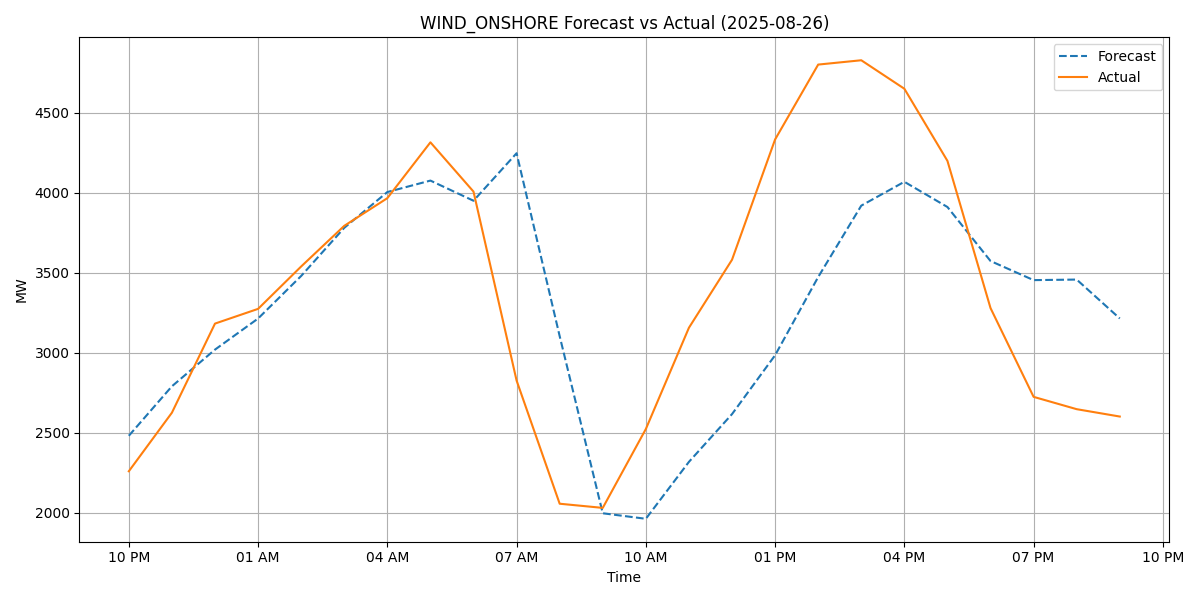 WIND_ONSHORE Forecast vs Actual (2025-08-26)
Forecast
Actual
4500
4000
3500
3000
2500
2000
MW
10 PM 01 AM 04 AM 07 AM 10 AM 01 PM 04 PM 07 PM 10 PM
Time